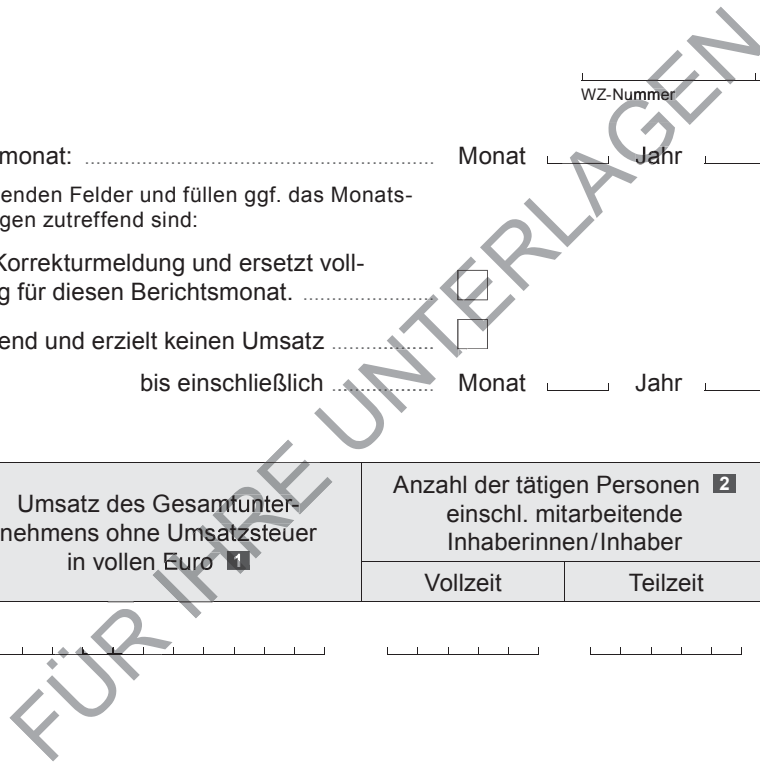 WZ-Nummer
monat: Monat Jahr
enden Felder und füllen ggf. das Monats-
gen zutreffend sind:
Korrekturmeldung und ersetzt voll-
g für diesen Berichtsmonat.
end und erzielt keinen Umsatz
bis einschließlich Monat Jahr
Umsatz des Gesamtunter-
nehmens ohne Umsatzsteuer
in vollen Euro 1
Anzahl der tätigen Personen 2
einschl. mitarbeitende
Inhaberinnen/Inhaber
Vollzeit Teilzeit
FÜR IHRE UNTERLAGEN